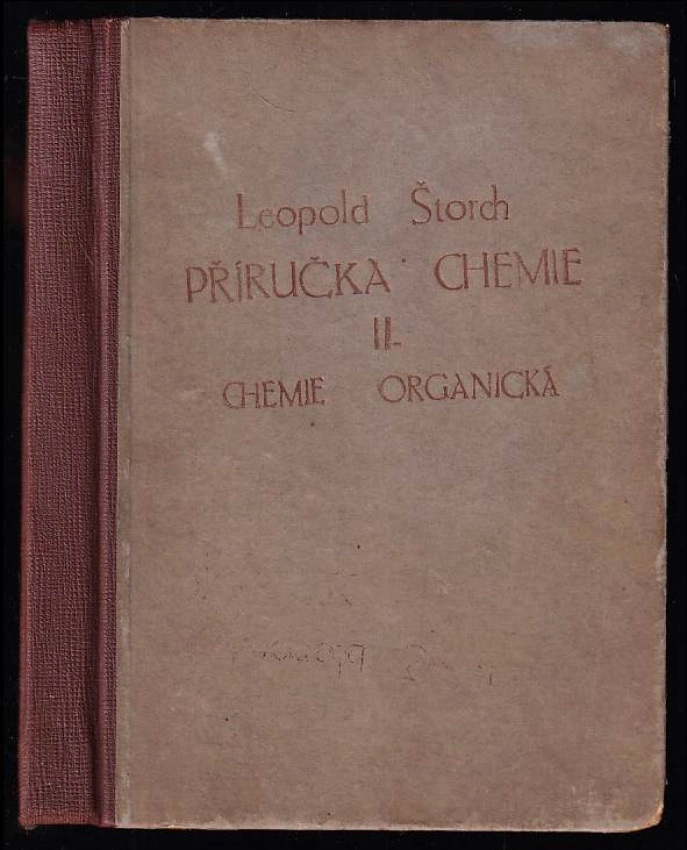 Leopold Štorch
PŘÍRUČKA CHEMIE
II.
CHEMIE ORGANICKÁ